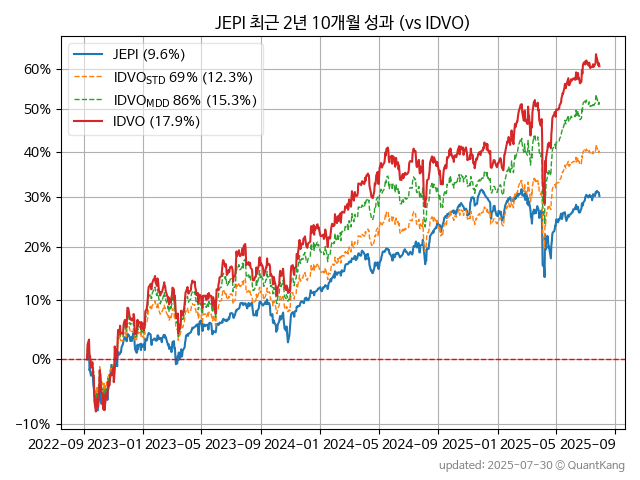 JEPI 최근 2년 10개월 성과 (vs IDVO)
JEPI (9.6%)
IDVOSTD 69% (12.3%)
IDVOMDD 86% (15.3%)
IDVO (17.9%)
60%
50%
40%
30%
20%
10%
0%
−10%
2022-09 2023-01 2023-05 2023-09 2024-01 2024-05 2024-09 2025-01 2025-05 2025-09
updated: 2025-07-30 © QuantKang